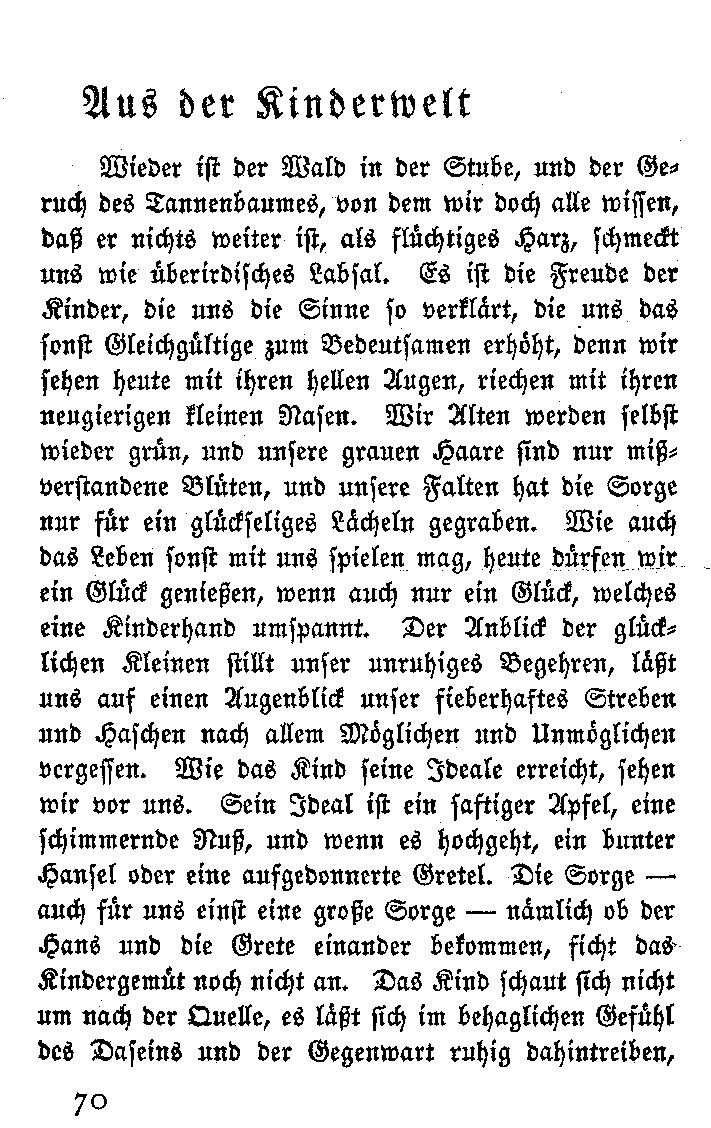 Aus der Kinderwelt
Wieder ist der Wald in der Stube, und der Ge-
ruch des Tannenbaumes, von dem wir doch alle wissen,
daß er nichts weiter ist, als flüchtiges Harz, schmeckt
uns wie überirdisches Labsal. Es ist die Freude der
Kinder, die uns die Sinne so verklärt, die uns das
sonst Gleichgültige zum Bedeutsamen erhöht, denn wir
sehen heute mit ihren hellen Augen, riechen mit ihren
neugierigen kleinen Nasen. Wir Alten werden selbst
wieder grün, und unsere grauen Haare sind nur miß-
verstandene Blüten, und unsere Falten hat die Sorge
nur für ein glückseliges Lächeln gegraben. Wie auch
das Leben sonst mit uns spielen mag, heute dürfen wir
ein Glück genießen, wenn auch nur ein Glück, welches
eine Kinderhand umspannt. Der Anblick der glück-
lichen Kleinen stillt unser unruhiges Begehren, läßt
uns auf einen Augenblick unser fieberhaftes Streben
und Haschen nach allem Möglichen und Unmöglichen
vergessen. Wie das Kind seine Ideale erreicht, sehen
wir vor uns. Sein Ideal ist ein saftiger Apfel, eine
schimmernde Nuß, und wenn es hochgeht, ein bunter
Hansel oder eine aufgedonnerte Gretel. Die Sorge —
auch für uns einst eine große Sorge — nämlich ob der
Hans und die Grete einander bekommen, ficht das
Kindergemüt noch nicht an. Das Kind schaut sich nicht
um nach der Quelle, es läßt sich im behaglichen Gefühl
des Daseins und der Gegenwart ruhig dahintreiben,
70